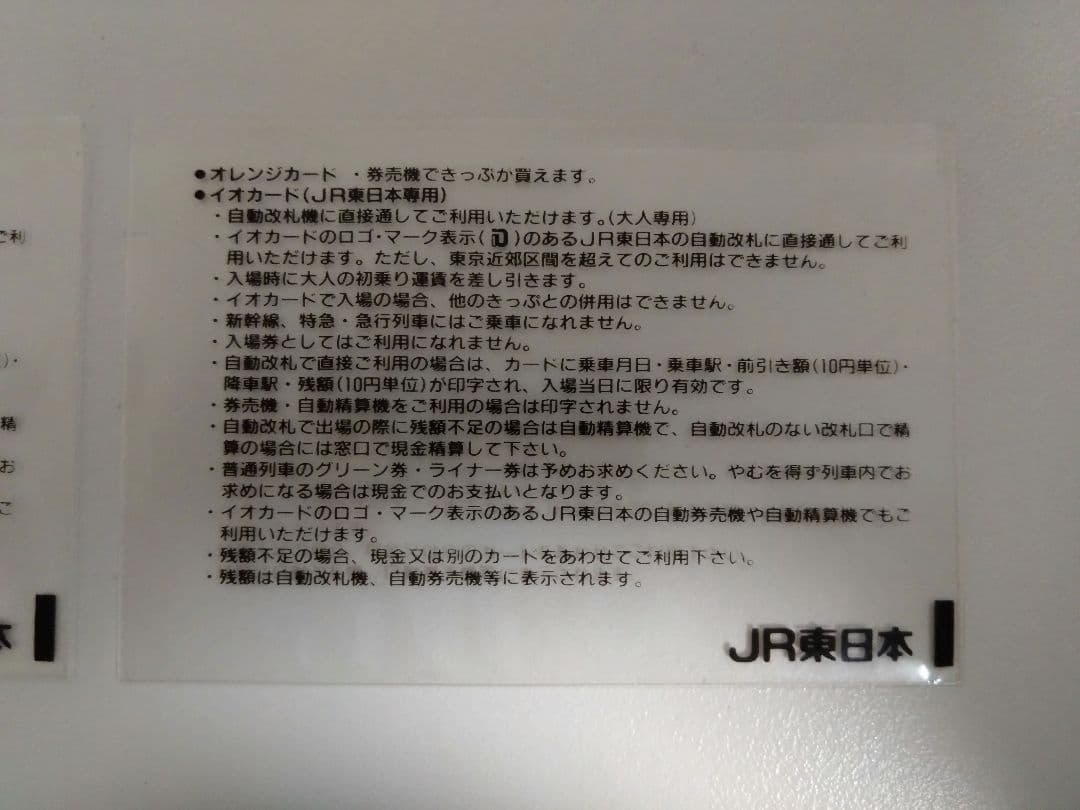 ●オレンジカード ・券売機できっぷが買えます。
●イオカード(JR東日本専用)
・自動改札機に直接通してご利用いただけます。(大人専用)
・イオカードのロゴ・マーク表示( )のあるJR東日本の自動改札に直接通してご利
用いただけます。ただし、東京近郊区間を超えてのご利用はできません。
・入場時に大人の初乗り運賃を差し引きます。
・イオカードで入場の場合、他のきっぷとの併用はできません。
・新幹線、特急・急行列車にはご乗車になれません。
・入場券としてはご利用になれません。
・自動改札で直接ご利用の場合は、カードに乗車月日・乗車駅・前引き額(10円単位)・
降車駅・残額(10円単位)が印字され、入場当日に限り有効です。
・券売機・自動精算機をご利用の場合は印字されません。
・自動改札で出場の際に残額不足の場合は自動精算機で、自動改札のない改札口で精
算の場合には窓口で現金精算して下さい。
・普通列車のグリーン券・ライナー券は予めお求めください。やむを得ず列車内でお
求めになる場合は現金でのお支払いとなります。
・イオカードのロゴ・マーク表示のあるJR東日本の自動券売機や自動精算機でもご
利用いただけます。
・残額不足の場合、現金又は別のカードをあわせてご利用下さい。
・残額は自動改札機、自動券売機等に表示されます。
JR東日本
ご利
)・
精
お
ご
本